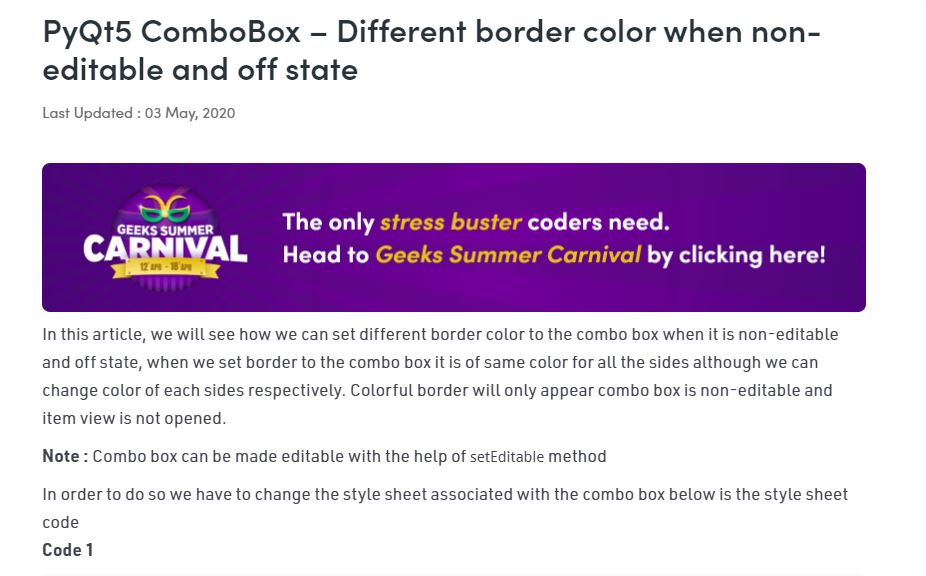 PyQt5 ComboBox – Different border color when non-
editable and off state
Last Updated : 03 May, 2020
GEEKS SUMMER
CARNIVAL
12 APR - 18 APR
The only stress buster coders need.
Head to Geeks Summer Carnival by clicking here!
In this article, we will see how we can set different border color to the combo box when it is non-editable
and off state, when we set border to the combo box it is of same color for all the sides although we can
change color of each sides respectively. Colorful border will only appear combo box is non-editable and
item view is not opened.
Note : Combo box can be made editable with the help of setEditable method
In order to do so we have to change the style sheet associated with the combo box below is the style sheet
code
Code 1